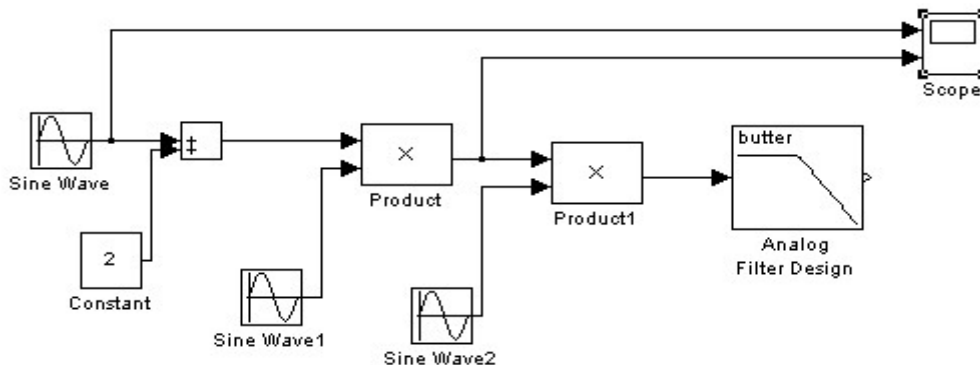 Scope
Sine Wave
+
+
×
Product
2
Constant
Sine Wave1
×
Product1
Sine Wave2
butter
Analog
Filter Design